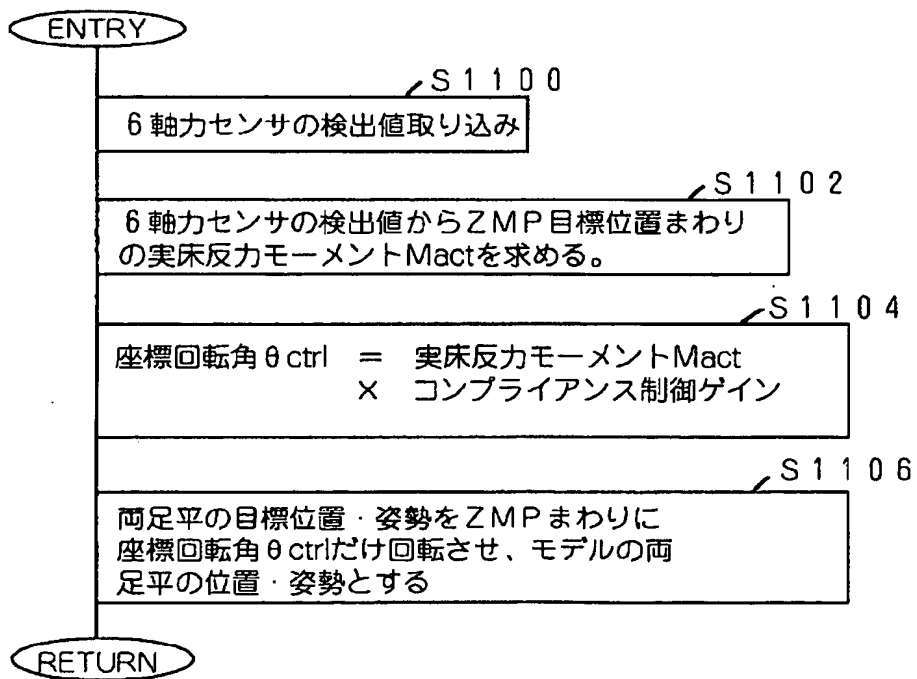 ENTRY
S1100
6軸力センサの検出値取り込み
S1102
6軸力センサの検出値からZMP目標位置まわり
の実床反力モーメントMactを求める。
S1104
座標回転角θctrl = 実床反力モーメントMact
× コンプライアンス制御ゲイン
S1106
両足平の目標位置・姿勢をZMPまわりに
座標回転角θctrlだけ回転させ、モデルの両
足平の位置・姿勢とする
RETURN